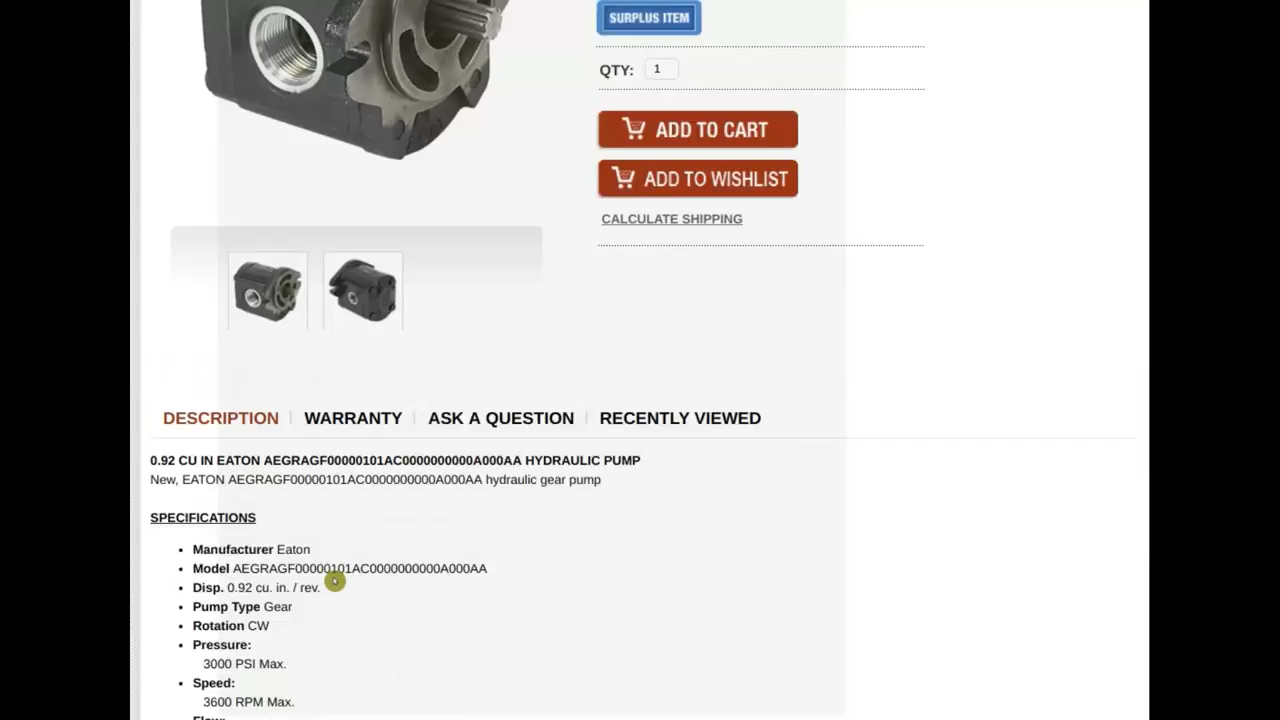 SURPLUS ITEM
QTY: 1
ADD TO CART
ADD TO WISHLIST
CALCULATE SHIPPING
DESCRIPTION WARRANTY ASK A QUESTION RECENTLY VIEWED
0.92 CU IN EATON AEGRAGF00000101AC0000000000A000AA HYDRAULIC PUMP
New, EATON AEGRAGF00000101AC0000000000A000AA hydraulic gear pump
SPECIFICATIONS
• Manufacturer Eaton
• Model AEGRAGF00000101AC0000000000A000AA
• Disp. 0.92 cu. in. / rev.
• Pump Type Gear
• Rotation CW
• Pressure:
3000 PSI Max.
• Speed:
3600 RPM Max.